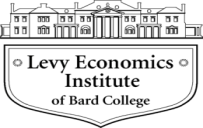 Levy Economics
Institute
of Bard College